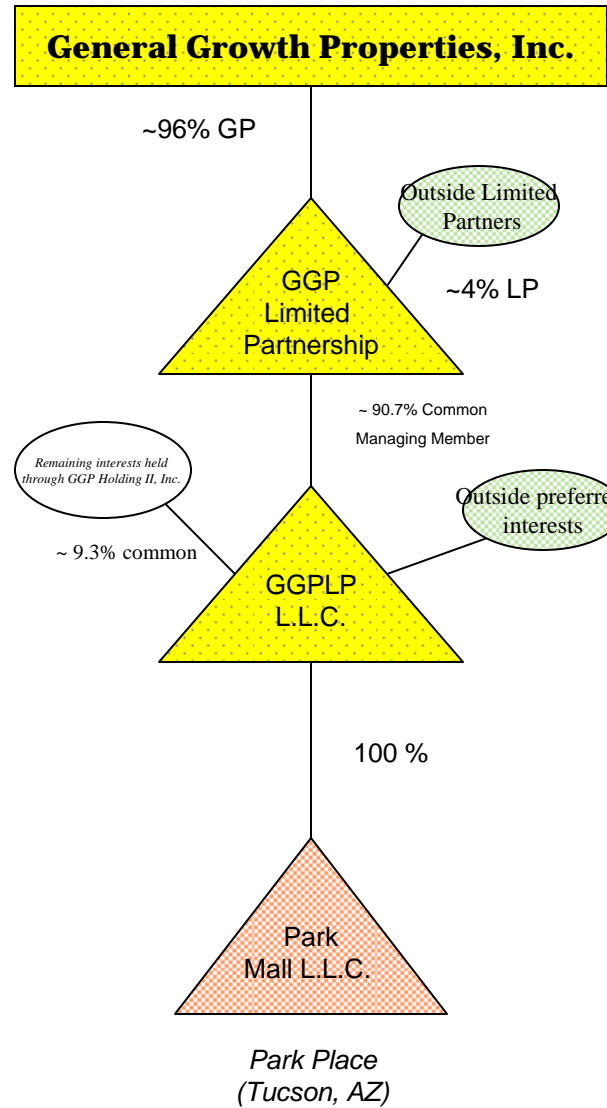 General Growth Properties, Inc.
~96% GP
Outside Limited
Partners
GGP
Limited
Partnership
~4% LP
~ 90.7% Common
Managing Member
Remaining interests held
through GGP Holding II, Inc.
Outside preferre
interests
~ 9.3% common
GGPLP
L.L.C.
100 %
Park
Mall L.L.C.
Park Place
(Tucson, AZ)